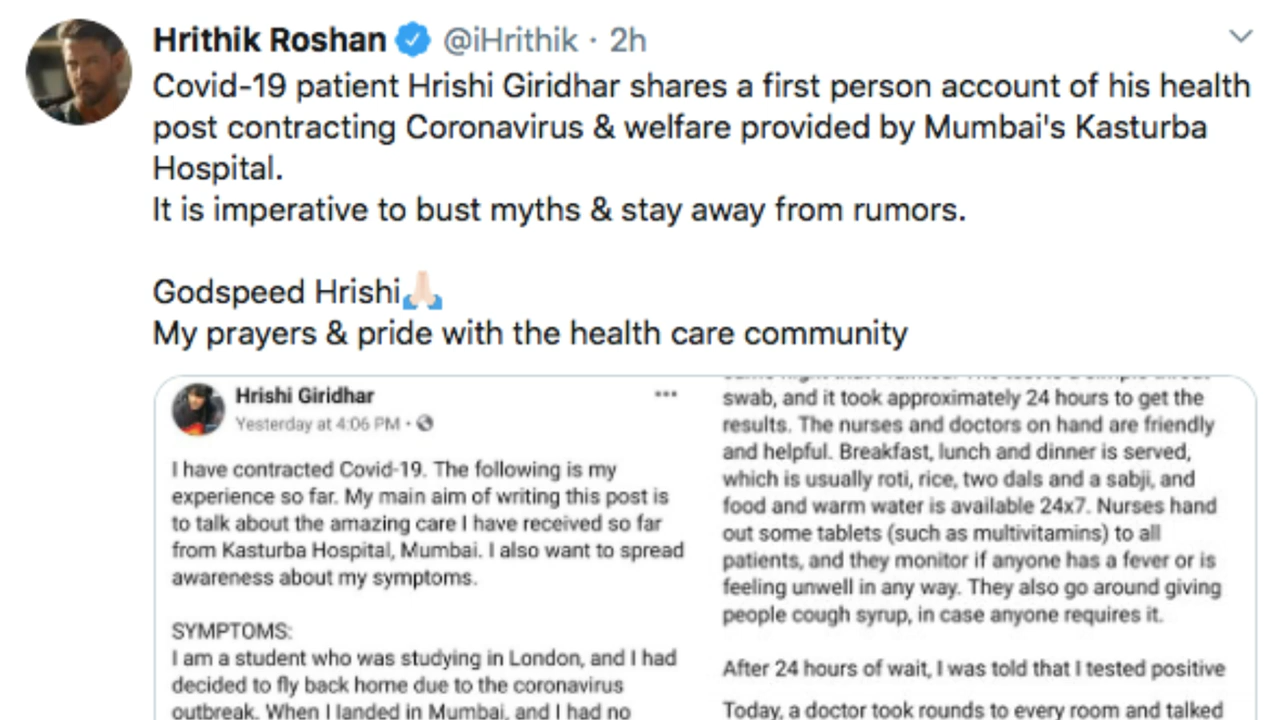 Hrithik Roshan @iHrithik · 2h
Covid-19 patient Hrishi Giridhar shares a first person account of his health
post contracting Coronavirus & welfare provided by Mumbai's Kasturba
Hospital.
It is imperative to bust myths & stay away from rumors.
Godspeed Hrishi🙏🏻
My prayers & pride with the health care community
Hrishi Giridhar
Yesterday at 4:06 PM ·
I have contracted Covid-19. The following is my
experience so far. My main aim of writing this post is
to talk about the amazing care I have received so far
from Kasturba Hospital, Mumbai. I also want to spread
awareness about my symptoms.
SYMPTOMS:
I am a student who was studying in London, and I had
decided to fly back home due to the coronavirus
outbreak. When I landed in Mumbai, and I had no
swab, and it took approximately 24 hours to get the
results. The nurses and doctors on hand are friendly
and helpful. Breakfast, lunch and dinner is served,
which is usually roti, rice, two dals and a sabji, and
food and warm water is available 24x7. Nurses hand
out some tablets (such as multivitamins) to all
patients, and they monitor if anyone has a fever or is
feeling unwell in any way. They also go around giving
people cough syrup, in case anyone requires it.
After 24 hours of wait, I was told that I tested positive
Today, a doctor took rounds to every room and talked